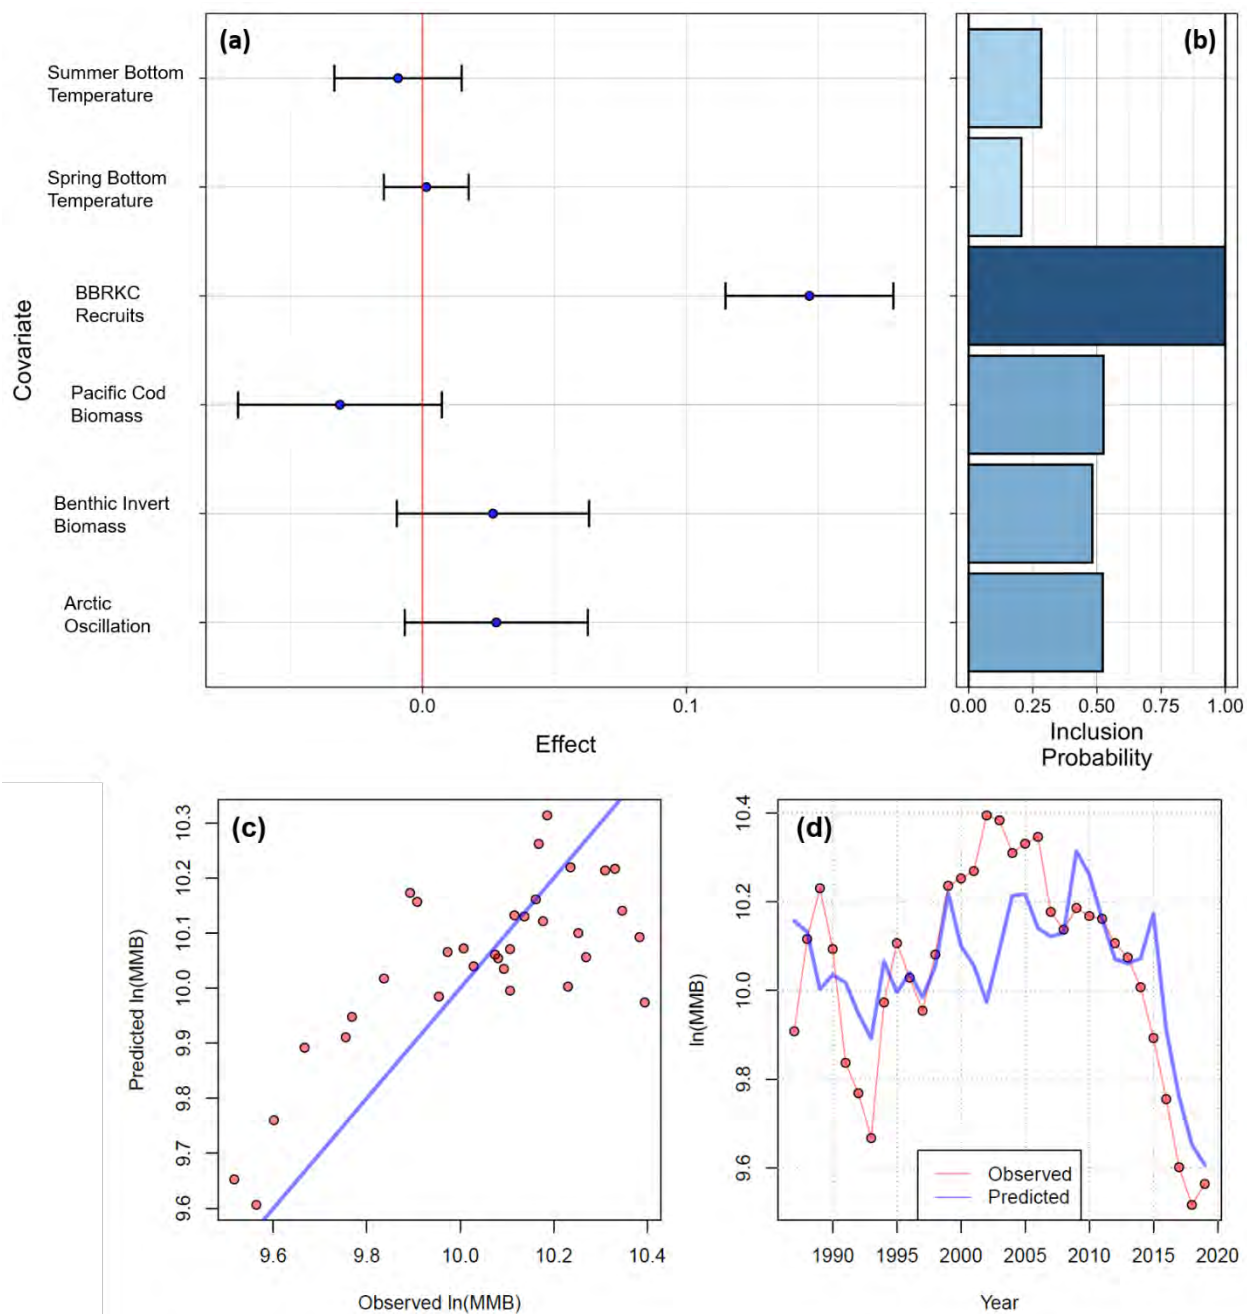 (a)
(b)
Summer Bottom
Temperature
Spring Bottom
Temperature
BBRKC
Recruits
Pacific Cod
Biomass
Benthic Invert
Biomass
Arctic
Oscillation
Covariate
0.0
0.1
Effect
0.00
0.25
0.50
0.75
1.00
Inclusion
Probability
(c)
10.3
10.2
10.1
10.0
9.9
9.8
9.7
9.6
Predicted ln(MMB)
9.6
9.8
10.0
10.2
10.4
Observed ln(MMB)
(d)
10.4
10.2
10.0
9.8
9.6
ln(MMB)
Observed
Predicted
1990
1995
2000
2005
2010
2015
2020
Year